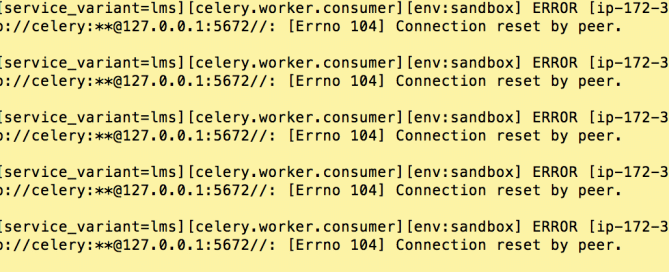 [service_variant=lms][celery.worker.consumer][env:sandbox] ERROR [ip-172-3
p://celery:**@127.0.0.1:5672//: [Errno 104] Connection reset by peer.
[service_variant=lms][celery.worker.consumer][env:sandbox] ERROR [ip-172-3
p://celery:**@127.0.0.1:5672//: [Errno 104] Connection reset by peer.
[service_variant=lms][celery.worker.consumer][env:sandbox] ERROR [ip-172-3
p://celery:**@127.0.0.1:5672//: [Errno 104] Connection reset by peer.
[service_variant=lms][celery.worker.consumer][env:sandbox] ERROR [ip-172-3
p://celery:**@127.0.0.1:5672//: [Errno 104] Connection reset by peer.
[service_variant=lms][celery.worker.consumer][env:sandbox] ERROR [ip-172-3
p://celery:**@127.0.0.1:5672//: [Errno 104] Connection reset by peer.